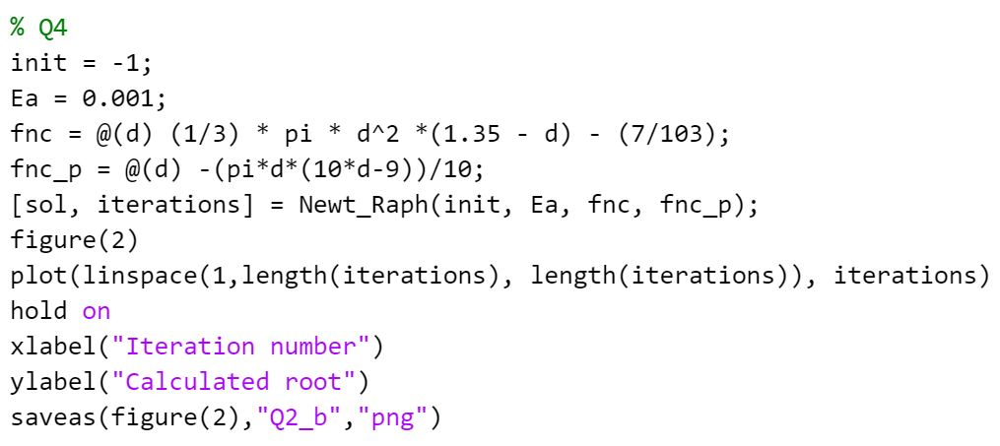 % Q4
init = -1;
Ea = 0.001;
fnc = @(d) (1/3) * pi * d^2 *(1.35 - d) - (7/103);
fnc_p = @(d) -(pi*d*(10*d-9))/10;
[sol, iterations] = Newt_Raph(init, Ea, fnc, fnc_p);
figure(2)
plot(linspace(1,length(iterations), length(iterations)), iterations)
hold on
xlabel("Iteration number")
ylabel("Calculated root")
saveas(figure(2),"Q2_b","png")